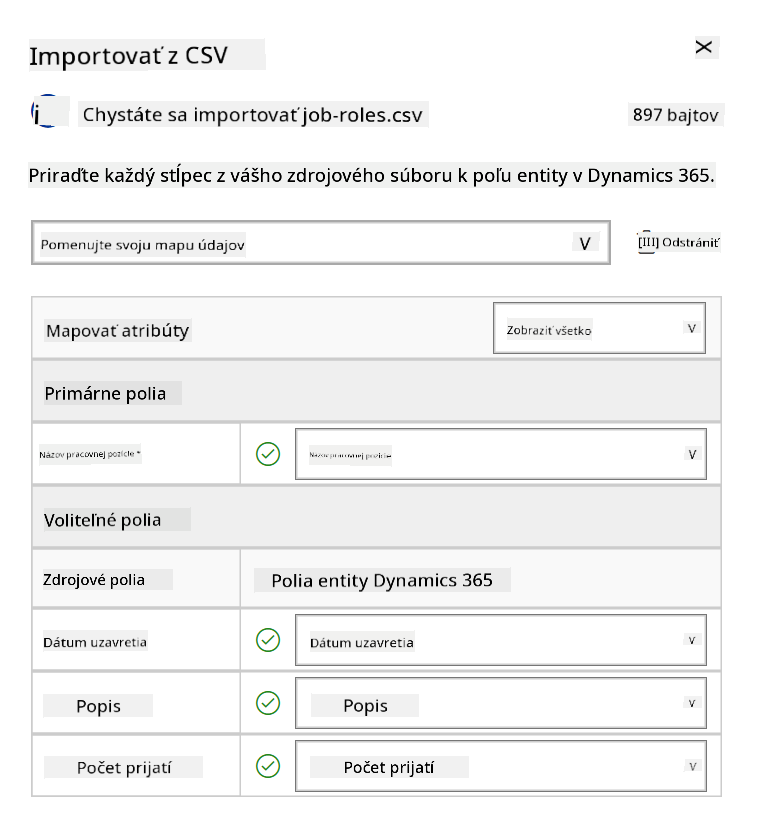 Importovať z CSV
Chystáte sa importovať job-roles.csv 897 bajtov
Priraďte každý stĺpec z vášho zdrojového súboru k poľu entity v Dynamics 365.
Pomenujte svoju mapu údajov V [III] Odstrániť
Mapovať atribúty Zobraziť všetko V
Primárne polia
Názov pracovnej pozície * Názov pracovnej pozície V
Voliteľné polia
Zdrojové polia Polia entity Dynamics 365
Dátum uzavretia Dátum uzavretia V
Popis Popis V
Počet prijatí Počet prijatí V